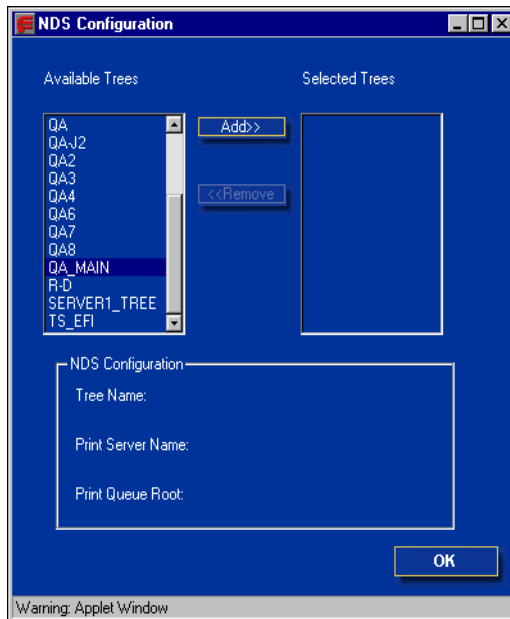 NDS Configuration
Available Trees
Selected Trees
QA
QA-J2
QA2
QA3
QA4
QA6
QA7
QA8
QA_MAIN
R-D
SERVER1_TREE
TS_EFI
Add>>
<<Remove
NDS Configuration
Tree Name:
Print Server Name:
Print Queue Root:
OK
Warning: Applet Window